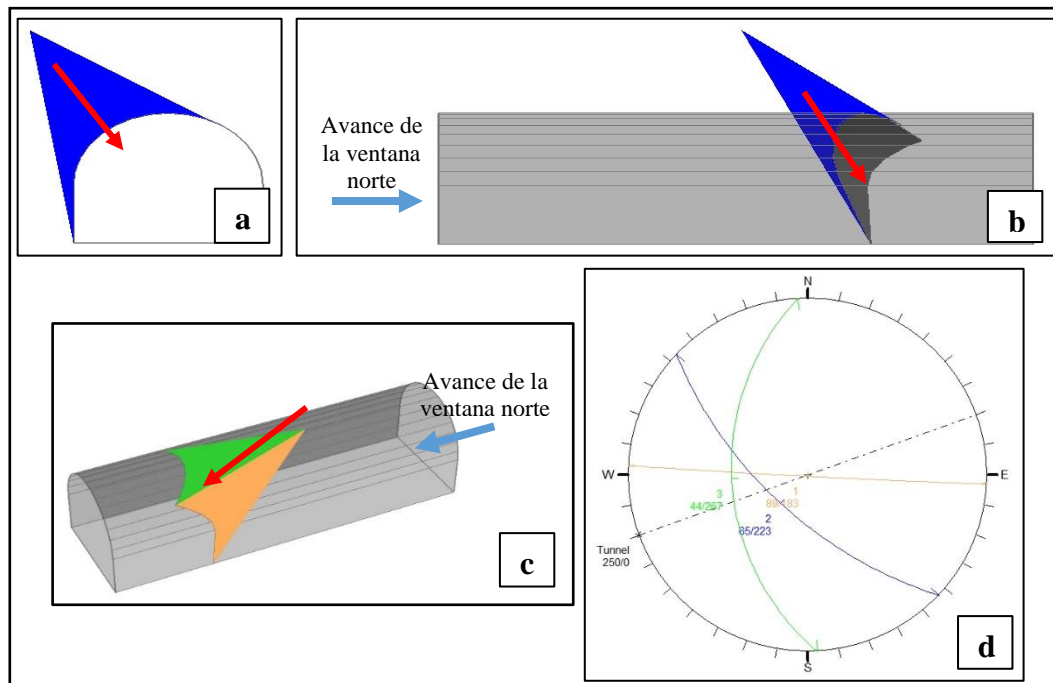 a
Avance de
la ventana
norte
b
Avance de la
ventana norte
c
N
W
E
S
1
89/183
2
65/223
3
44/267
Tunnel
250/0
d